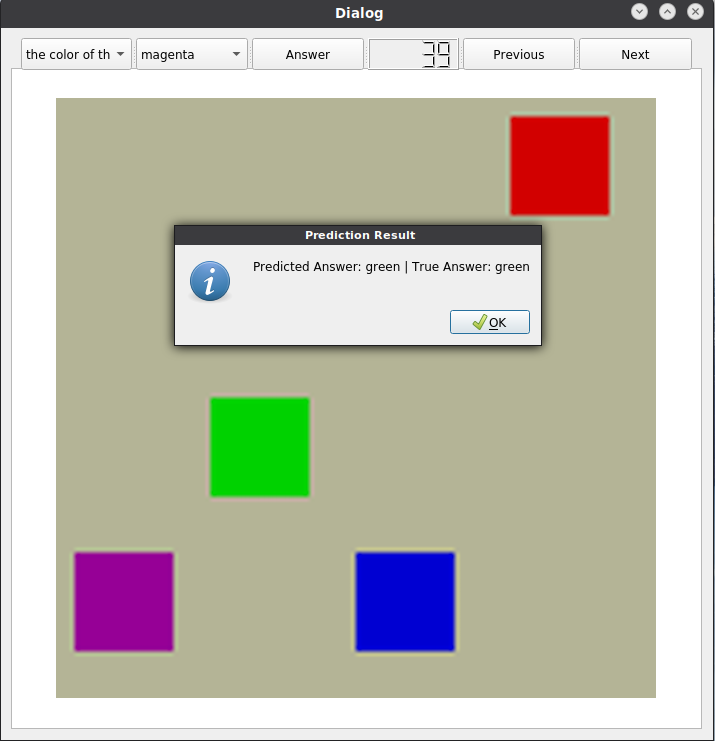 Dialog
the color of th magenta Answer 39 Previous Next
Prediction Result
Predicted Answer: green | True Answer: green
OK